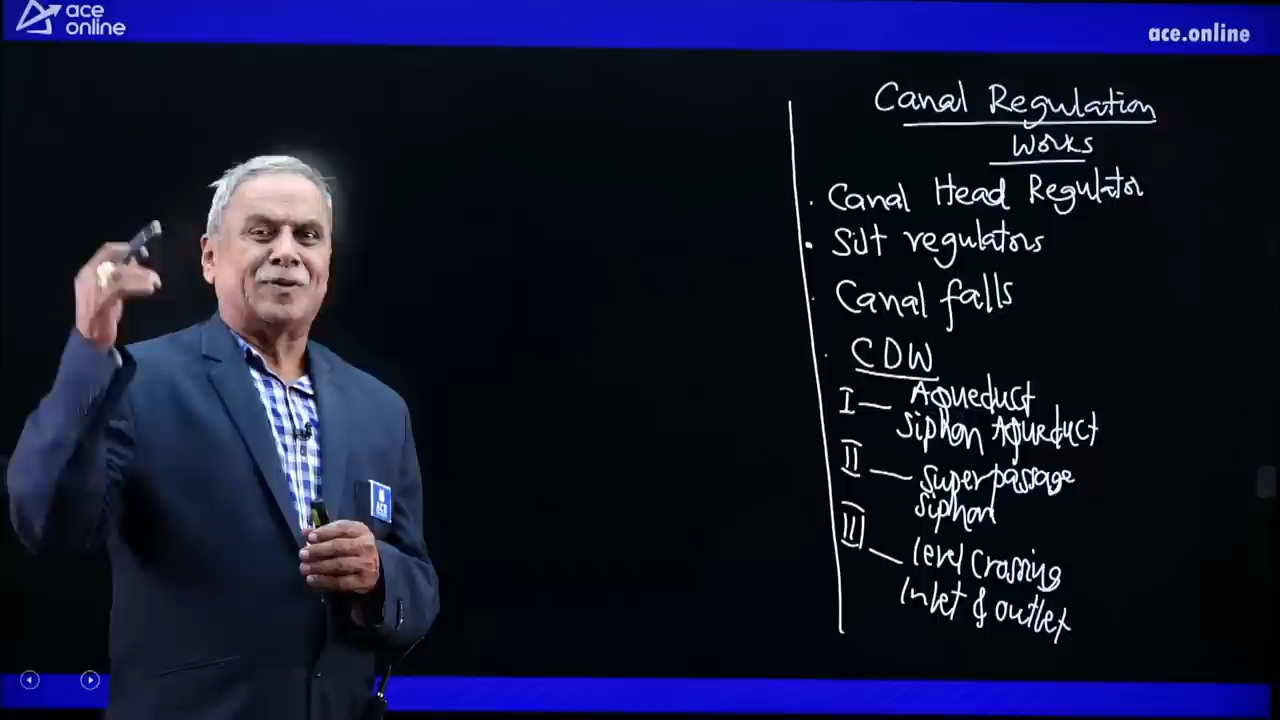 ace
online
ace.online
Canal Regulation
Works
. Canal Head Regulator
. Silt regulators
. Canal falls
. CDW
I — Aqueduct
Siphon Aqueduct
II — Superpassage
Siphon
III — level Crossing
Inlet & outlet
ACE